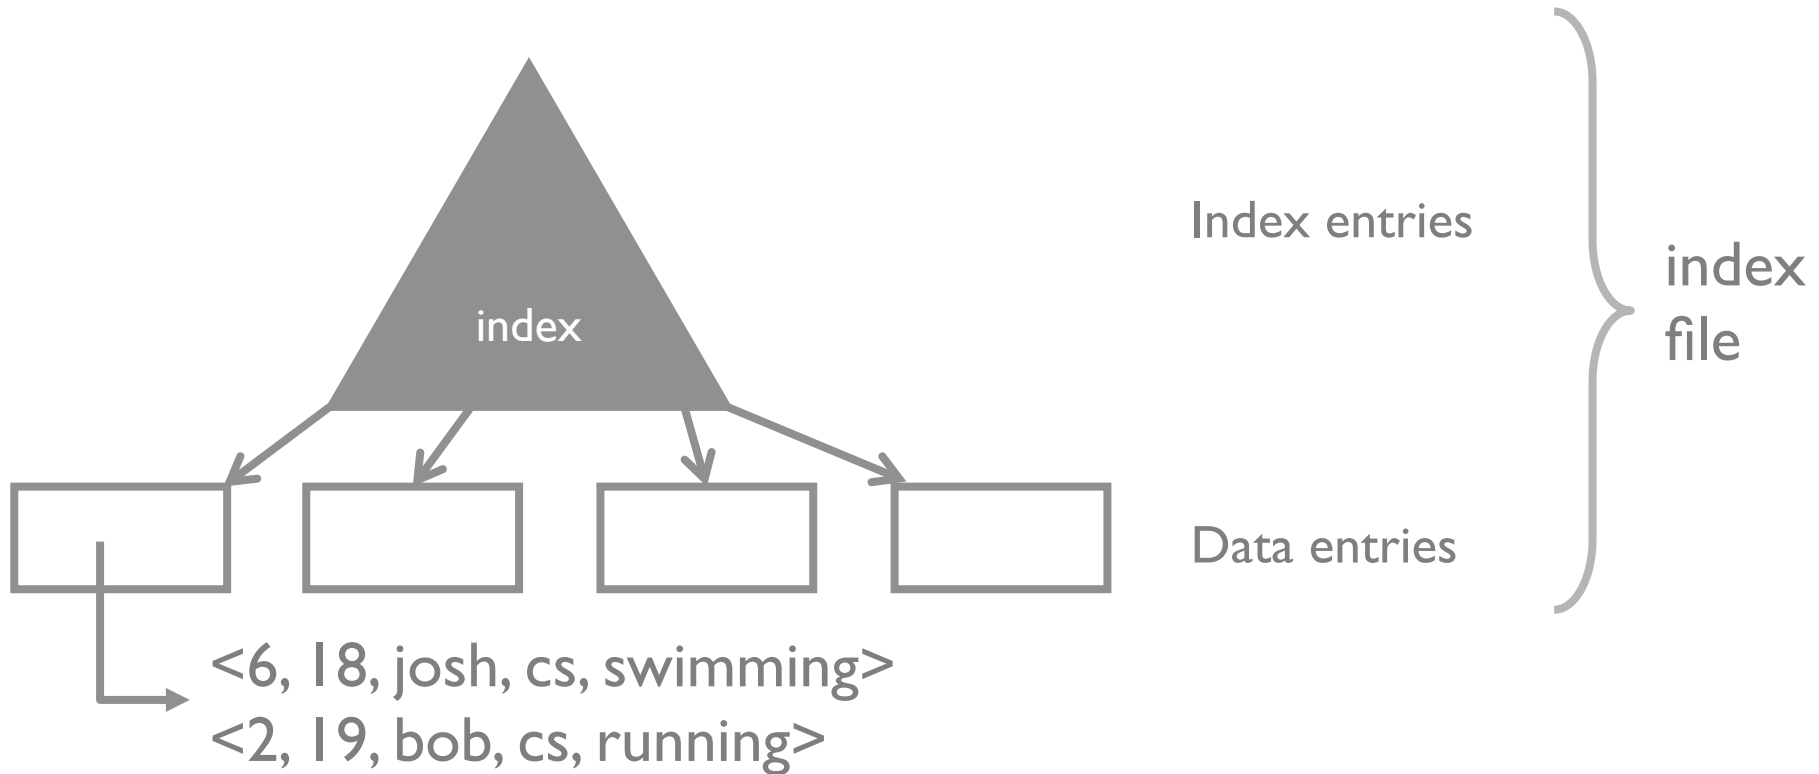 index
Index entries
index
file
Data entries
<6, 18, josh, cs, swimming>
<2, 19, bob, cs, running>